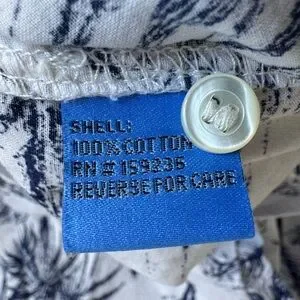 SHELL:
100% COTTON
RN # 159236
REVERSE FOR CARE